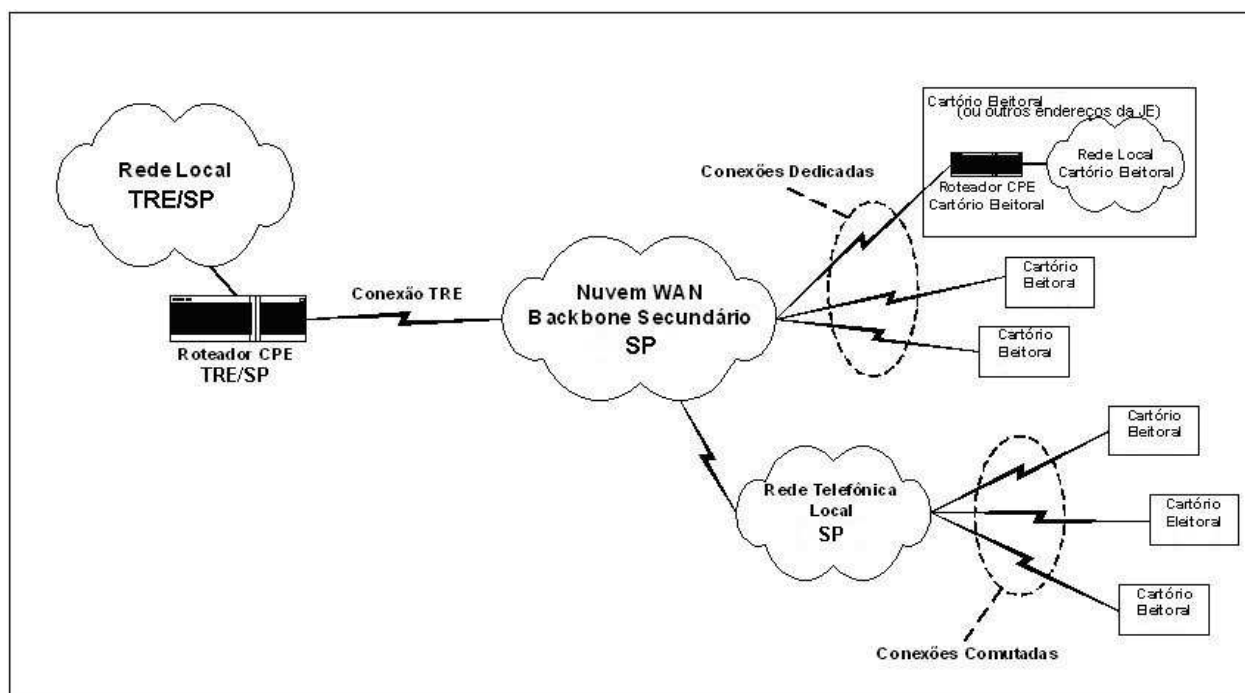 Rede Local
TRE/SP
Roteador CPE
TRE/SP
Conexão TRE
Nuvem WAN
Backbone Secundário
SP
Conexões Dedicadas
Cartório Beitoral
(ou outros endereços da JE)
Roteador CPE
Cartório Beitoral
Rede Local
Cartório Beitoral
Cartório
Beitoral
Cartório
Beitoral
Rede Telefônica
Local
SP
Cartório
Beitoral
Cartório
Eleitoral
Cartório
Beitoral
Conexões Comutadas